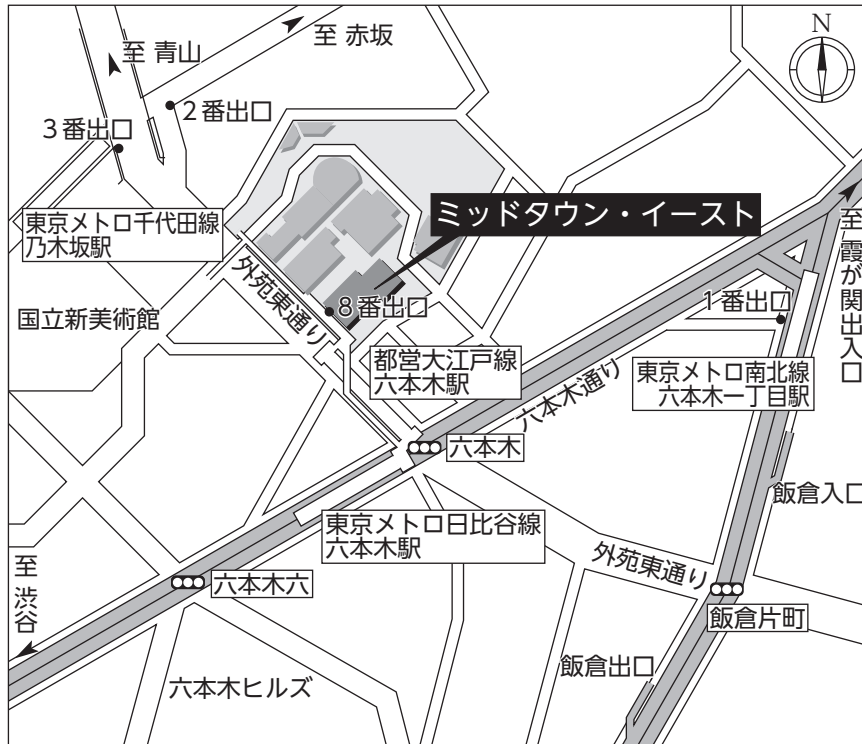 N
至 青山
至 赤坂
2番出口
3番出口
ミッドタウン・イースト
東京メトロ千代田線
乃木坂駅
至 霞が関出入口
外苑東通り
8番出口
1番出口
国立新美術館
都営大江戸線
六本木駅
六本木通り
東京メトロ南北線
六本木一丁目駅
六本木
飯倉入口
東京メトロ日比谷線
六本木駅
外苑東通り
至 渋谷
六本木六
飯倉片町
飯倉出口
六本木ヒルズ